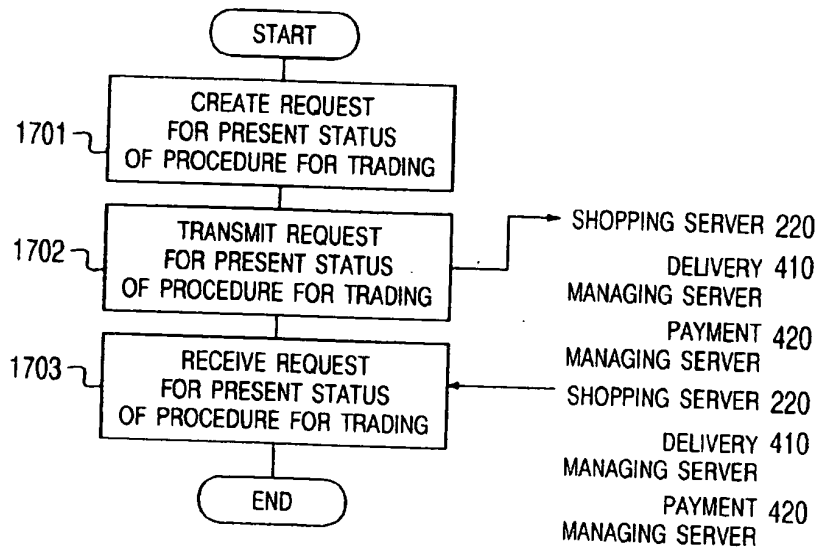 START
CREATE REQUEST
FOR PRESENT STATUS
OF PROCEDURE FOR TRADING
1701
TRANSMIT REQUEST
FOR PRESENT STATUS
OF PROCEDURE FOR TRADING
1702
SHOPPING SERVER 220
DELIVERY 410
MANAGING SERVER
PAYMENT 420
MANAGING SERVER
RECEIVE REQUEST
FOR PRESENT STATUS
OF PROCEDURE FOR TRADING
1703
SHOPPING SERVER 220
DELIVERY 410
MANAGING SERVER
PAYMENT 420
MANAGING SERVER
END